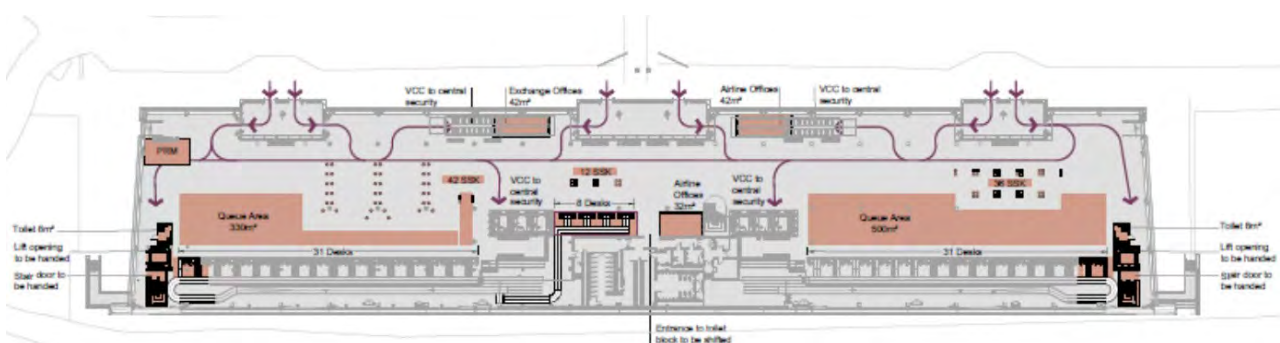 VCC to central
security
Exchange Offices
42m²
Airline Offices
42m²
VCC to central
security
PRM
42 SSK
VCC to
central
security
12 SSK
8 Desks
Airline
Offices
32m²
VCC to
central
security
36 SSK
Queue Area
330m²
Queue Area
500m²
31 Desks
31 Desks
Toilet 6m²
Lift opening
to be handed
Stair door to
be handed
Toilet 6m²
Lift opening
to be handed
Stair door to
be handed
Entrance to toilet
block to be shifted